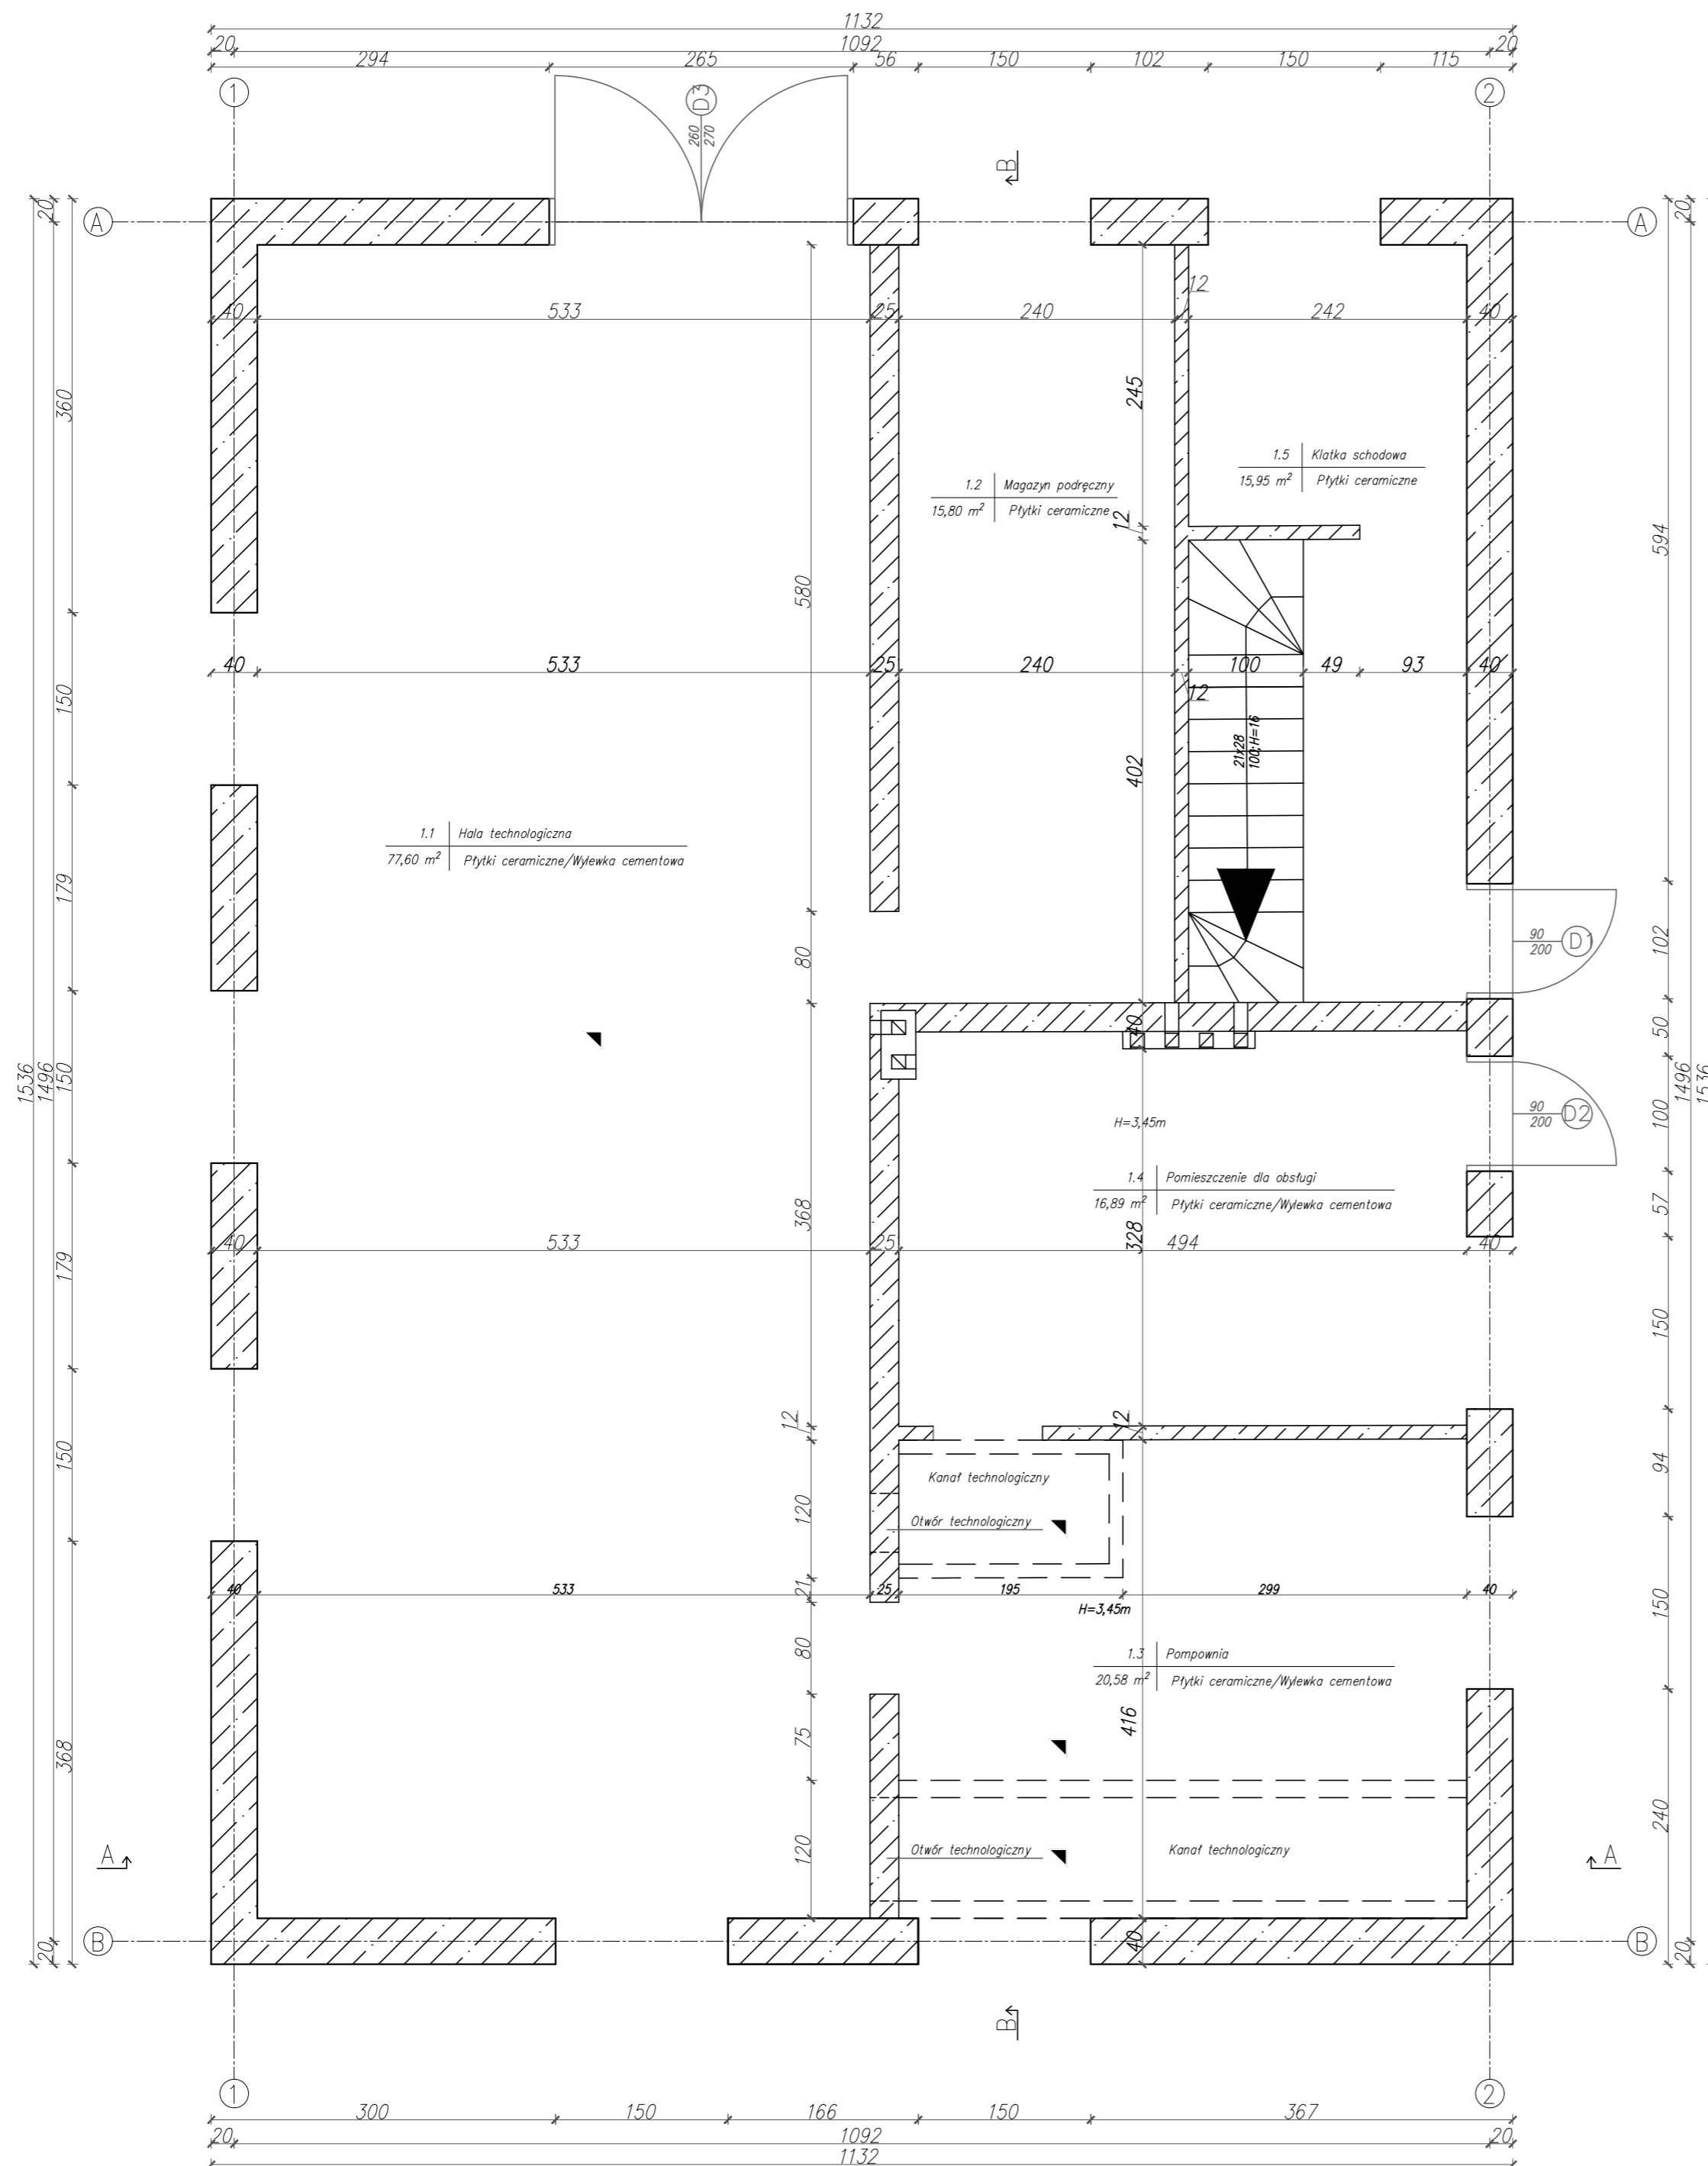 1132
20 1092 20
294 265 56 150 102 150 115
1 2
D3
260
270
B
A A
20 20
40 533 25 240 12 242 40
360
245
1.5 Klatka schodowa
15,95 m² Płytki ceramiczne
1.2 Magazyn podręczny
15,80 m² Płytki ceramiczne
12
594
580
40 533 25 240 12 100 49 93 40
150
21x28
100;H=16
402
1.1 Hala technologiczna
77,60 m² Płytki ceramiczne/Wylewka cementowa
179
80
90
200
D1
102
40
50
1536 1496 150
1496 1536
H=3,45m
90
200
D2
100
1.4 Pomieszczenie dla obsługi
16,89 m² Płytki ceramiczne/Wylewka cementowa
368
57
328
40 533 25 494 40
179
150
12 12
150
94
Kanał technologiczny
120
Otwór technologiczny
21
40 533 25 195 299 40
H=3,45m
150
80
1.3 Pompownia
20,58 m² Płytki ceramiczne/Wylewka cementowa
416
75
368
240
120
Otwór technologiczny Kanał technologiczny
A A
B B
20 40 20
B
1 2
300 150 166 150 367
20 1092 20
1132